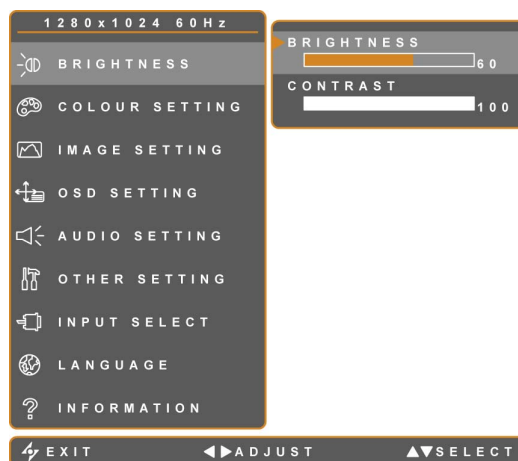 1280x1024 60Hz
BRIGHTNESS
COLOUR SETTING
IMAGE SETTING
OSD SETTING
AUDIO SETTING
OTHER SETTING
INPUT SELECT
LANGUAGE
INFORMATION
BRIGHTNESS
60
CONTRAST
100
EXIT ADJUST SELECT